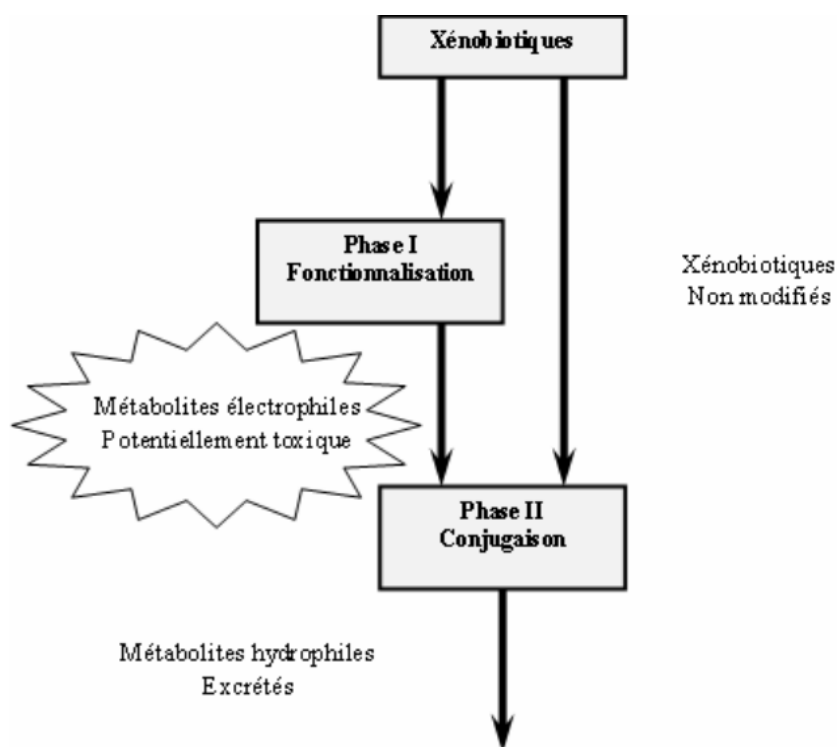 Xénobiotiques
Phase I
Fonctionnalisation
Xénobiotiques
Non modifiés
Métabolites électrophiles
Potentiellement toxique
Phase II
Conjugaison
Métabolites hydrophiles
Excrétés